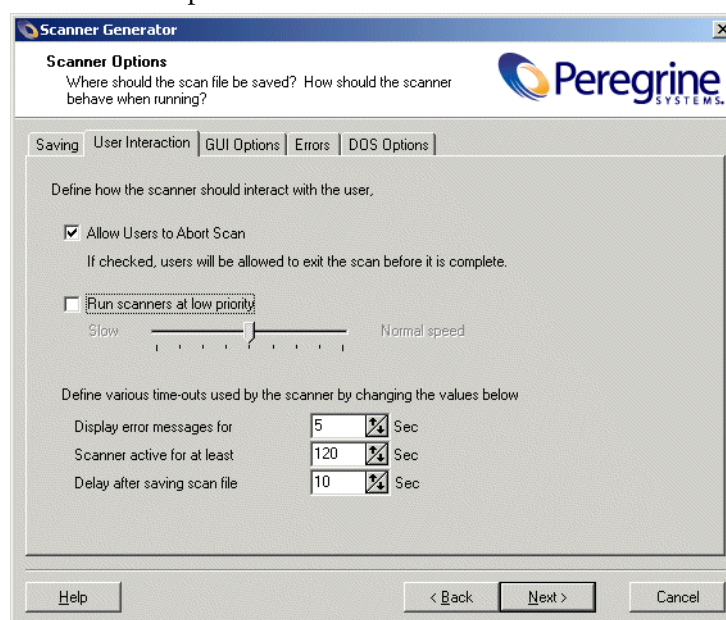 Scanner Generator
Scanner Options
Where should the scan file be saved? How should the scanner
behave when running?
Peregrine
SYSTEMS.
Saving User Interaction GUI Options Errors DOS Options
Define how the scanner should interact with the user,
Allow Users to Abort Scan
If checked, users will be allowed to exit the scan before it is complete.
Run scanners at low priority
Slow Normal speed
Define various time-outs used by the scanner by changing the values below
Display error messages for 5 Sec
Scanner active for at least 120 Sec
Delay after saving scan file 10 Sec
Help < Back Next > Cancel